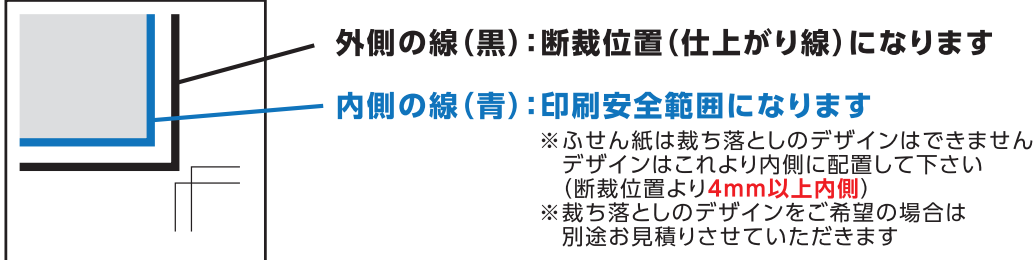 外側の線（黒）：断裁位置（仕上がり線）になります
内側の線（青）：印刷安全範囲になります
※ふせん紙は裁ち落としのデザインはできません
デザインはこれより内側に配置して下さい
（断裁位置より4mm以上内側）
※裁ち落としのデザインをご希望の場合は
別途お見積りさせていただきます